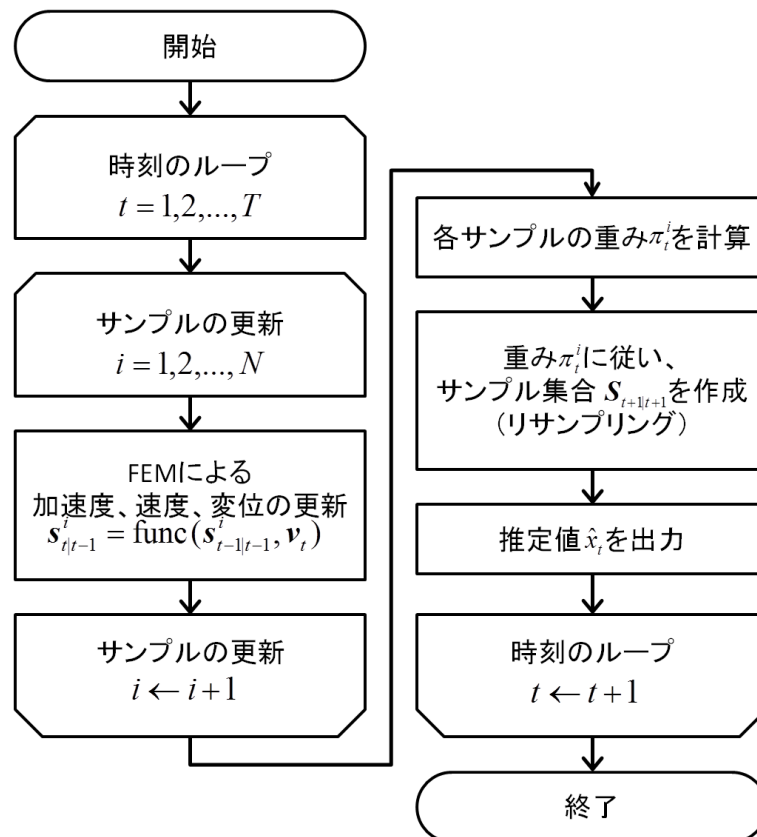 開始
時刻のループ
t = 1,2,...,T
サンプルの更新
i = 1,2,...,N
FEMによる
加速度、速度、変位の更新
s^i_{t|t−1} = func(s^i_{t−1|t−1}, v_t)
サンプルの更新
i ← i+1
各サンプルの重みπ^i_tを計算
重みπ^i_tに従い、
サンプル集合 S_{t+1|t+1}を作成
（リサンプリング）
推定値x̂_tを出力
時刻のループ
t ← t+1
終了